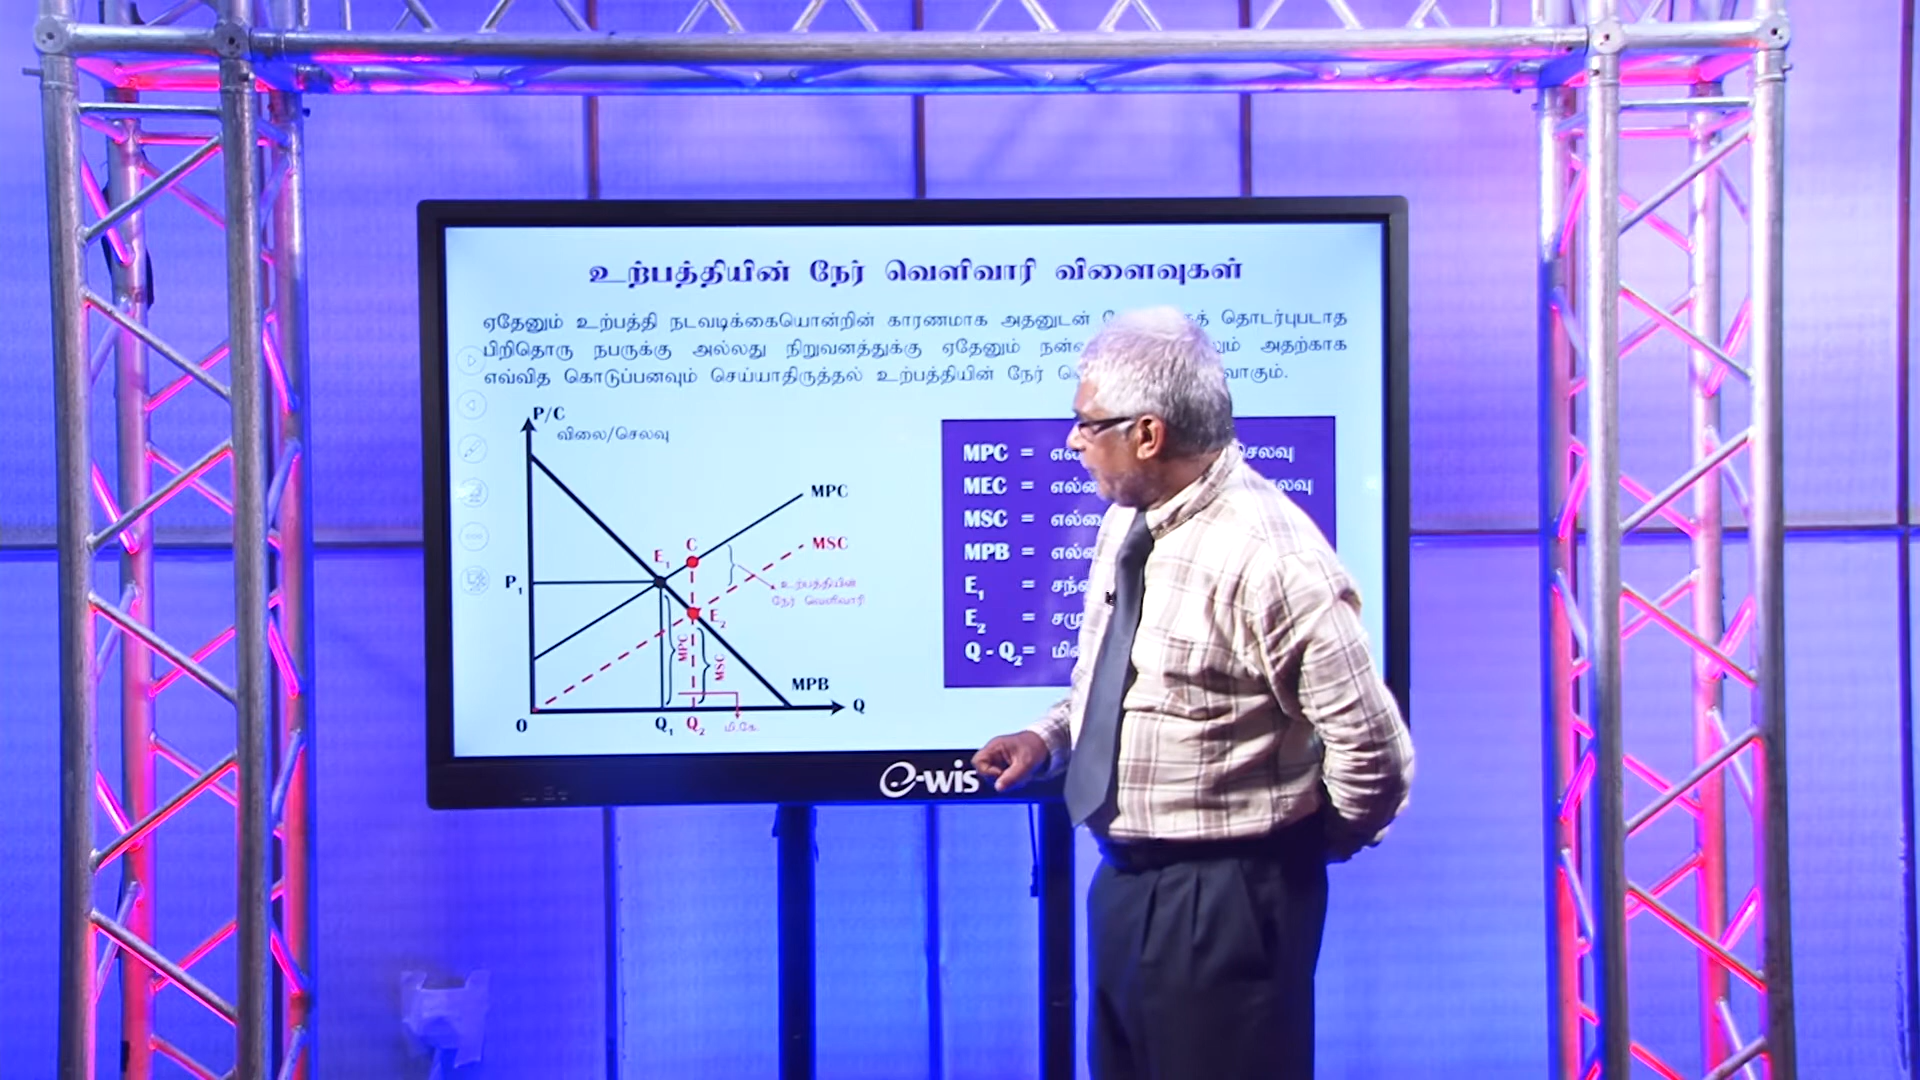 உற்பத்தியின் நேர் வெளிவாரி விளைவுகள்
ஏதேனும் உற்பத்தி நடவடிக்கையொன்றின் காரணமாக அதனுடன் தொடர்புபடாத
பிறிதொரு நபருக்கு அல்லது நிறுவனத்துக்கு ஏதேனும் அதற்காக
எவ்வித கொடுப்பனவும் செய்யாதிருத்தல் உற்பத்தியின் நேர்
P/C
விலை/செலவு
MPC
MSC
E1
C
P1
உற்பத்தியின்
நேர் வெளிவாரி
E2
MPC
MSC
MPB
0
Q1
Q2
மி.கே.
Q
MPC = செலவு
MEC =
MSC =
MPB =
E1 =
E2 =
Q - Q2=
e-wis